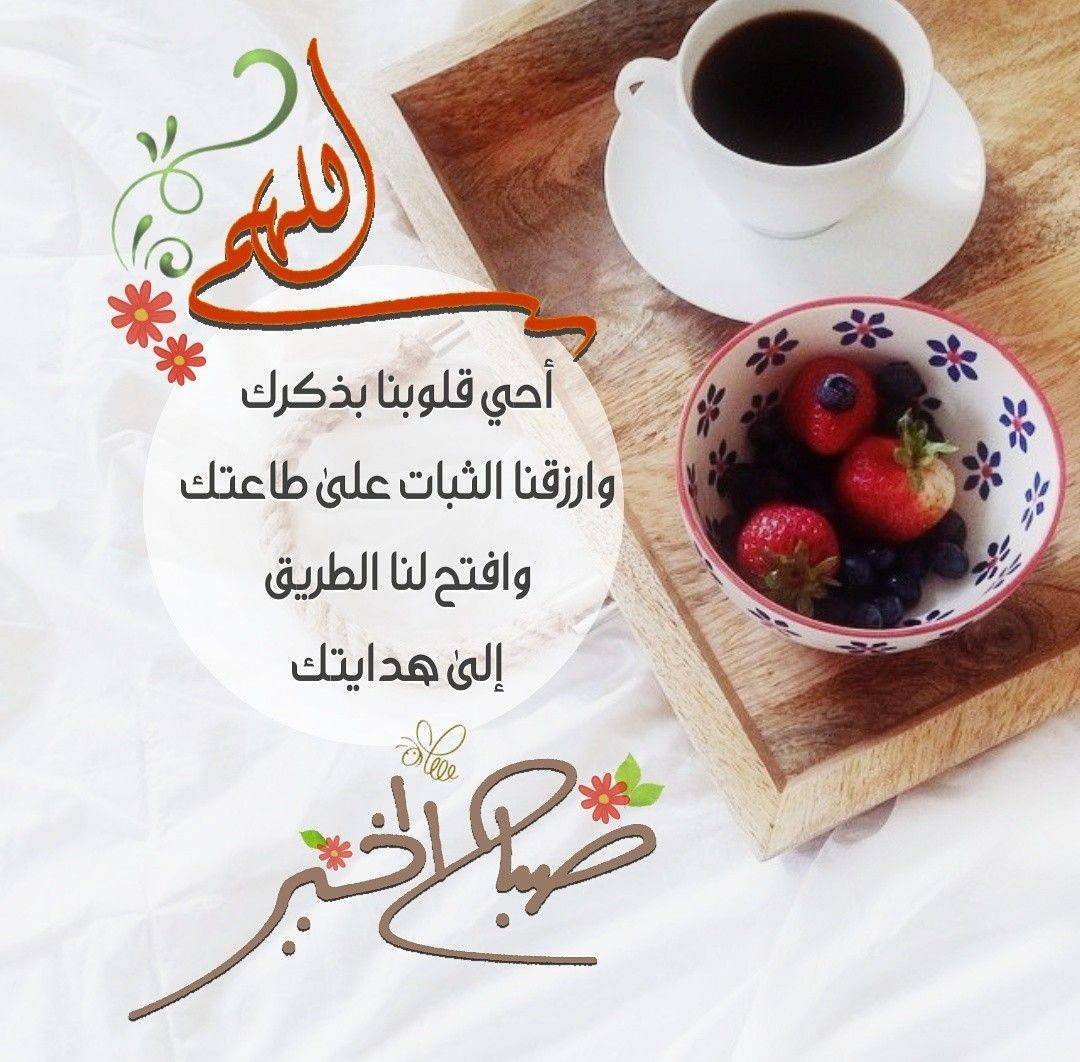 اللهم
أحي قلوبنا بذكرك
وارزقنا الثبات علىٰ طاعتك
وافتح لنا الطريق
إلىٰ هدايتك
صباح الخير